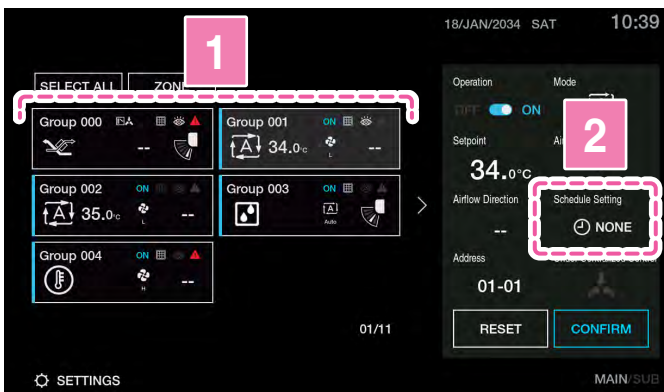 18/JAN/2034 SAT 10:39
1
SELECT ALL
Group 000
--
Group 001
ON
A 34.0°C
L
--
Group 002
ON
A 35.0°C
L
--
Group 003
ON
A
Auto
Group 004
ON
H
--
01/11
SETTINGS
Operation
OFF ON
Mode
2
Setpoint
34.0°C
Airflow Direction
--
Schedule Setting
NONE
Address
01-01
RESET
CONFIRM
MAIN/SUB